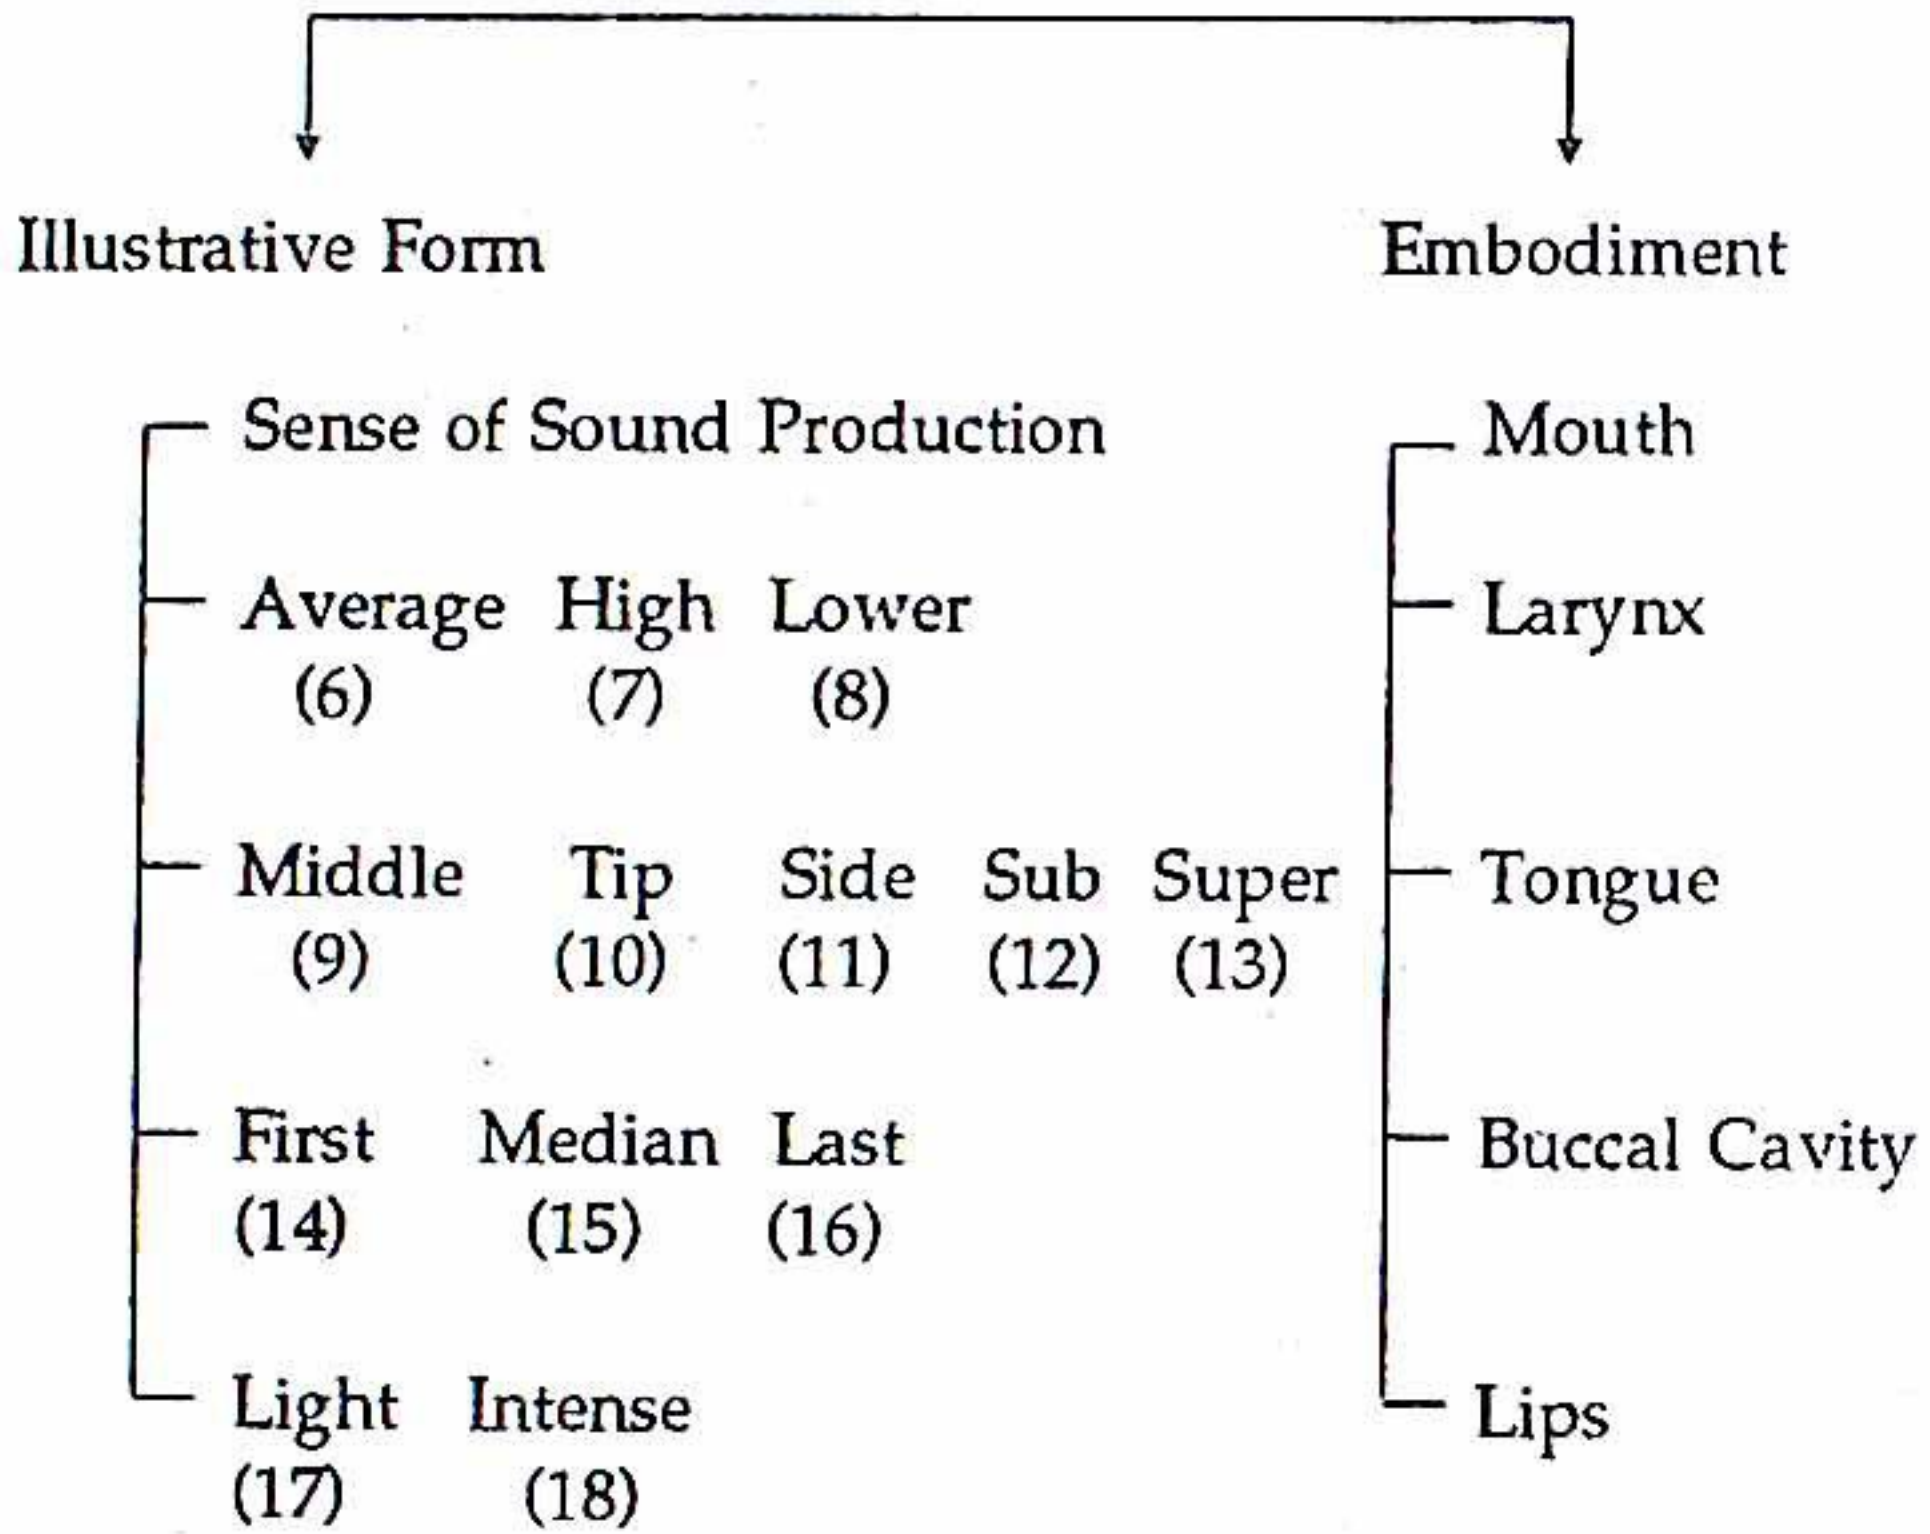 Illustrative Form Embodiment
Sense of Sound Production Mouth
Average High Lower Larynx
(6) (7) (8)
Middle Tip Side Sub Super Tongue
(9) (10) (11) (12) (13)
First Median Last Buccal Cavity
(14) (15) (16)
Light Intense Lips
(17) (18)